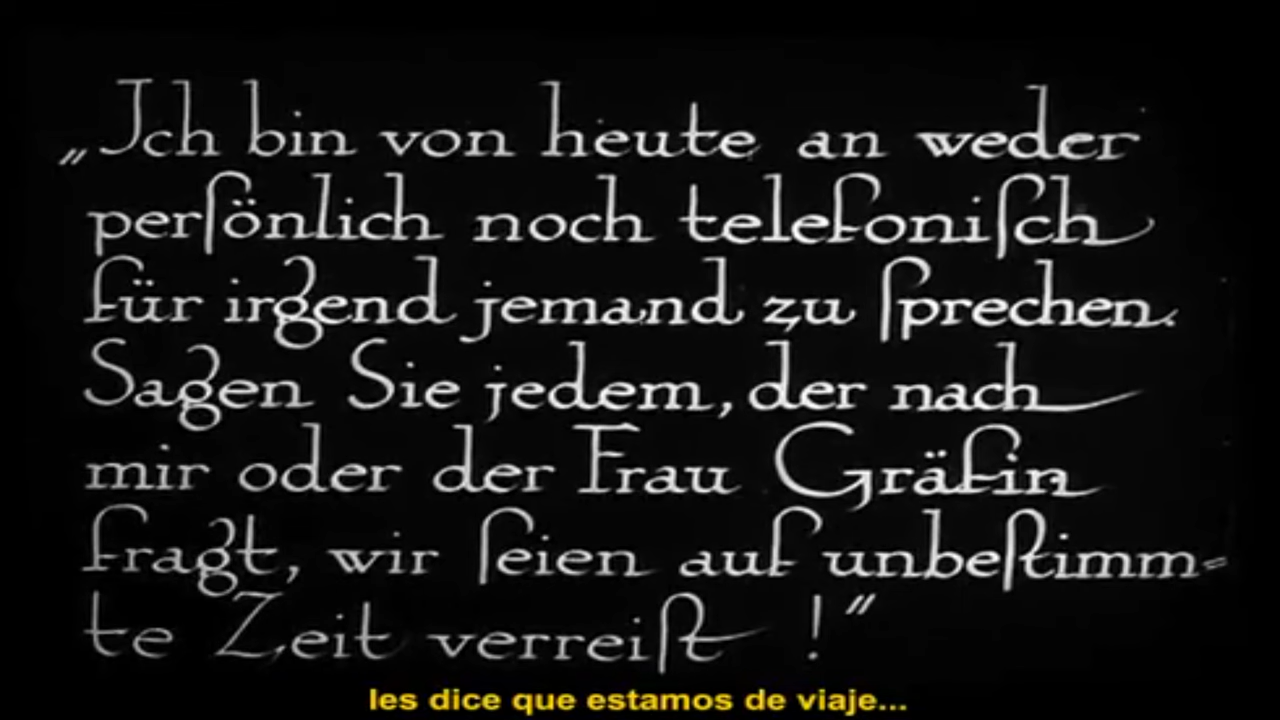 „Ich bin von heute an weder
perſönlich noch telefoniſch
für irgend jemand zu ſprechen.
Sagen Sie jedem, der nach
mir oder der Frau Gräfin
fragt, wir ſeien auf unbeſtimm=
te Zeit verreiſt !"
les dice que estamos de viaje...